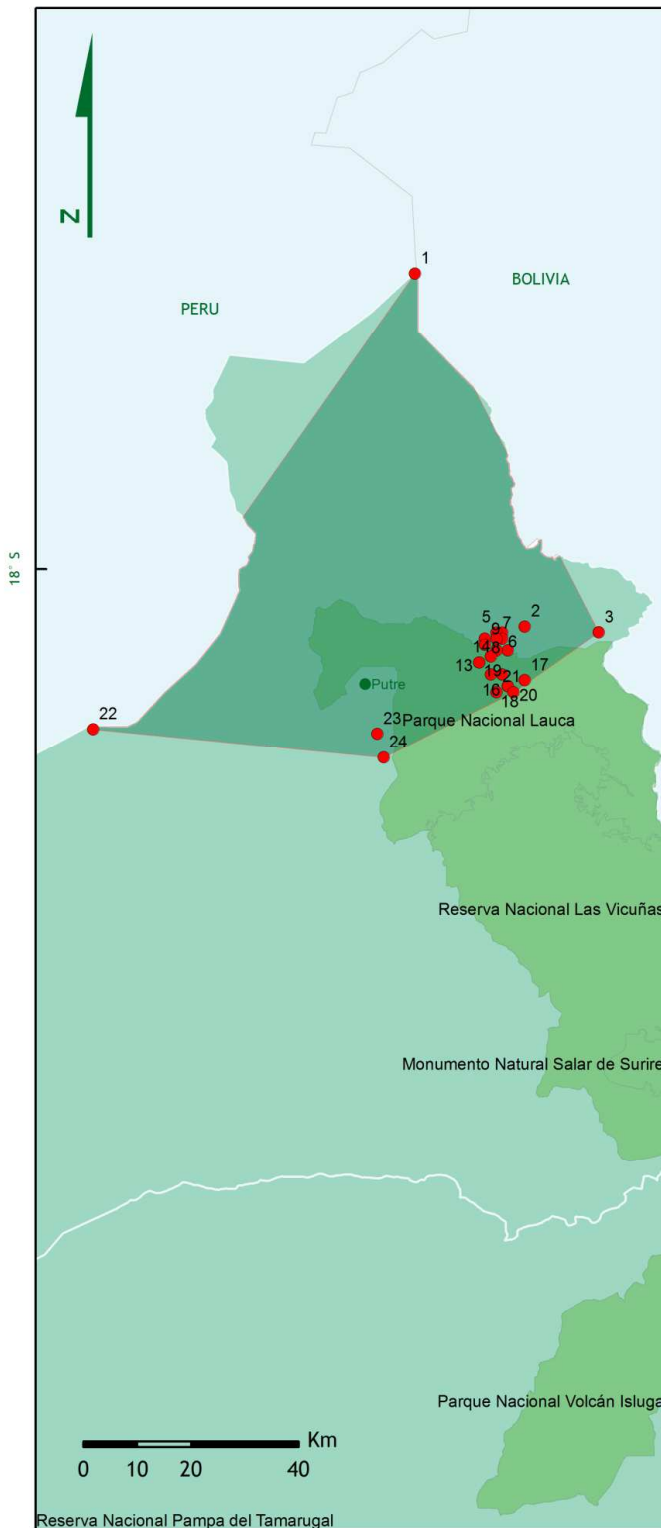 N
1
BOLIVIA
PERU
18° S
5
7
2
9
3
6
14
8
13
19
17
21
Putre
16
20
18
22
23
Parque Nacional Lauca
24
Reserva Nacional Las Vicuñas
Monumento Natural Salar de Surire
Parque Nacional Volcán Isluga
Km
0 10 20 40
Reserva Nacional Pampa del Tamarugal